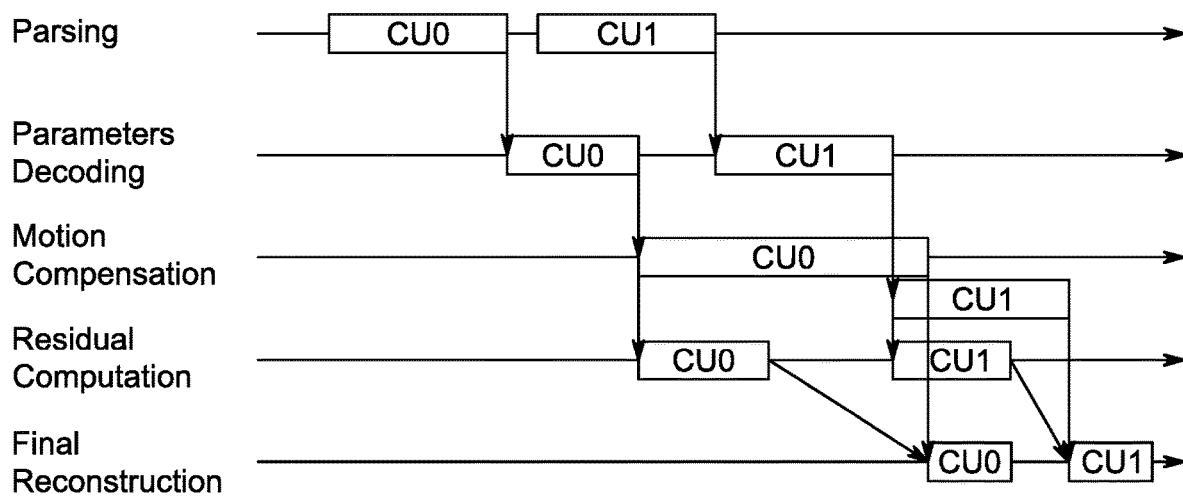 Parsing
CU0
CU1
Parameters
Decoding
CU0
CU1
Motion
Compensation
CU0
CU1
Residual
Computation
CU0
CU1
Final
Reconstruction
CU0
CU1